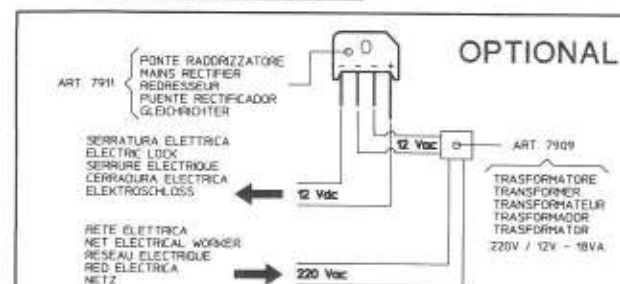 OPTIONAL
ART 7911
PONTE RADDRIZZATORE
MAINS RECTIFIER
REDRESSEUR
PUENTE RECTIFICADOR
GLEICHRICHTER
SERRATURA ELETTRICA
ELECTRIC LOCK
SERRURE ELECTRIQUE
CERRADURA ELECTRICA
ELEKTROSCHLOSS
12 Vdc
12 Vac
ART. 7909
TRASFORMATORE
TRANSFORMER
TRANSFORMATEUR
TRASFORMADOR
TRASFORMATOR
220V / 12V - 18VA
RETE ELETTRICA
NET ELECTRICAL WORKER
RESEAU ELECTRIQUE
RED ELECTRICA
NETZ
220 Vac